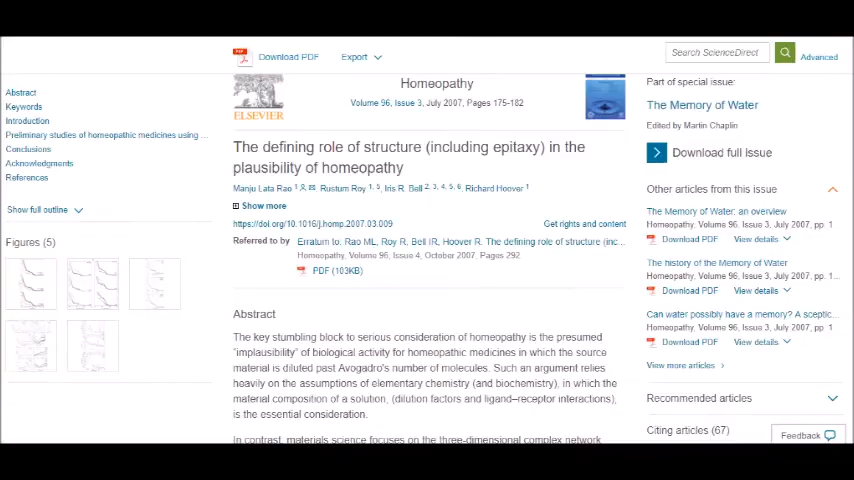 Download PDF
Export
Search ScienceDirect
Advanced
Abstract
Keywords
Introduction
Preliminary studies of homeopathic medicines using ...
Conclusions
Acknowledgments
References
Show full outline
Figures (5)
ELSEVIER
Homeopathy
Volume 96, Issue 3, July 2007, Pages 175-182
The defining role of structure (including epitaxy) in the
plausibility of homeopathy
Manju Lata Rao 1, Rustum Roy 1, 5, Iris R. Bell 2, 3, 4, 5, 6, Richard Hoover 1
Show more
https://doi.org/10.1016/j.homp.2007.03.009
Get rights and content
Referred to by
Erratum to: Rao ML, Roy R, Bell IR, Hoover R. The defining role of structure (inc...
Homeopathy, Volume 96, Issue 4, October 2007, Pages 292
PDF (103KB)
Abstract
The key stumbling block to serious consideration of homeopathy is the presumed
"implausibility" of biological activity for homeopathic medicines in which the source
material is diluted past Avogadro's number of molecules. Such an argument relies
heavily on the assumptions of elementary chemistry (and biochemistry), in which the
material composition of a solution, (dilution factors and ligand–receptor interactions),
is the essential consideration.
In contrast, materials science focuses on the three-dimensional complex network
Part of special issue:
The Memory of Water
Edited by Martin Chaplin
Download full issue
Other articles from this issue
The Memory of Water: an overview
Homeopathy, Volume 96, Issue 3, July 2007, pp. 1
Download PDF
View details
The history of the Memory of Water
Homeopathy, Volume 96, Issue 3, July 2007, pp. 1...
Download PDF
View details
Can water possibly have a memory? A sceptic...
Homeopathy, Volume 96, Issue 3, July 2007, pp. 1
Download PDF
View details
View more articles
Recommended articles
Citing articles (67)
Feedback